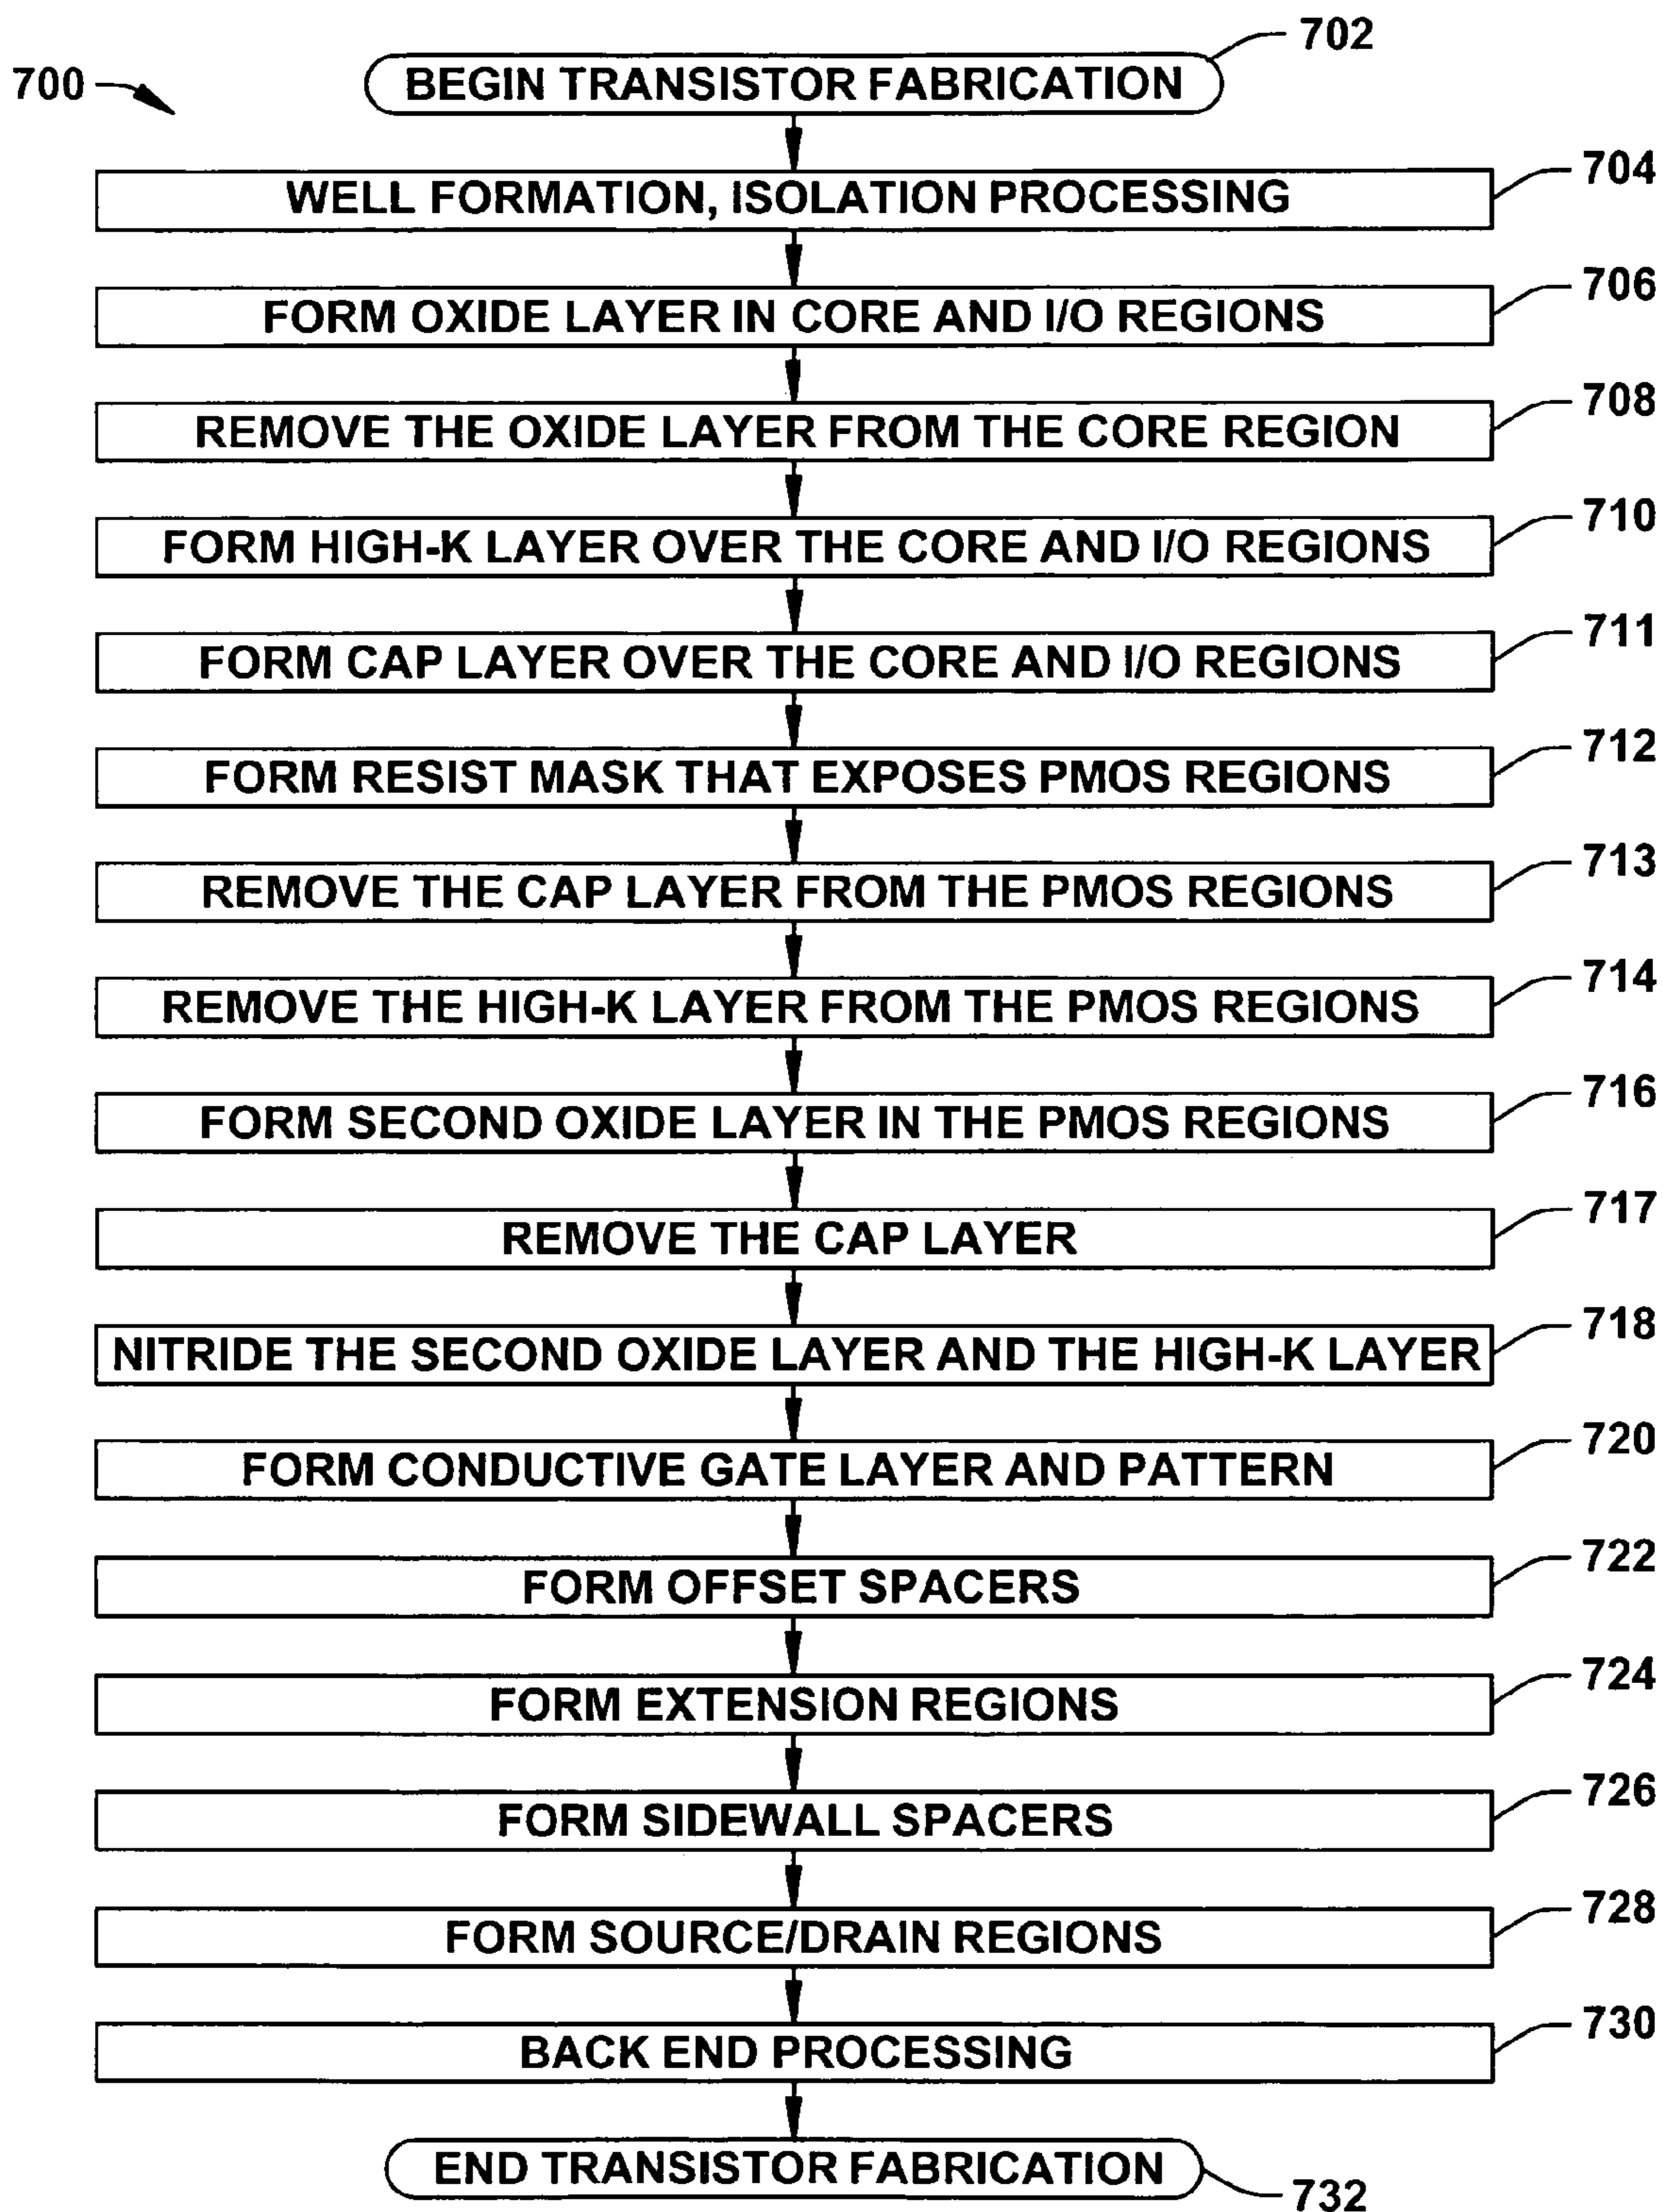 700
BEGIN TRANSISTOR FABRICATION
702
WELL FORMATION, ISOLATION PROCESSING
704
FORM OXIDE LAYER IN CORE AND I/O REGIONS
706
REMOVE THE OXIDE LAYER FROM THE CORE REGION
708
FORM HIGH-K LAYER OVER THE CORE AND I/O REGIONS
710
FORM CAP LAYER OVER THE CORE AND I/O REGIONS
711
FORM RESIST MASK THAT EXPOSES PMOS REGIONS
712
REMOVE THE CAP LAYER FROM THE PMOS REGIONS
713
REMOVE THE HIGH-K LAYER FROM THE PMOS REGIONS
714
FORM SECOND OXIDE LAYER IN THE PMOS REGIONS
716
REMOVE THE CAP LAYER
717
NITRIDE THE SECOND OXIDE LAYER AND THE HIGH-K LAYER
718
FORM CONDUCTIVE GATE LAYER AND PATTERN
720
FORM OFFSET SPACERS
722
FORM EXTENSION REGIONS
724
FORM SIDEWALL SPACERS
726
FORM SOURCE/DRAIN REGIONS
728
BACK END PROCESSING
730
END TRANSISTOR FABRICATION
732